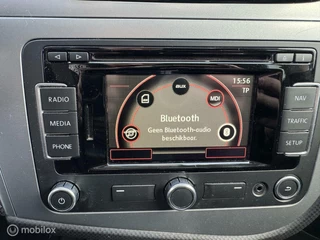 AUX
15:56
TP
MDI
RADIO
NAV
MEDIA
Bluetooth
TRAFFIC
Geen Bluetooth-audio
beschikbaar.
PHONE
SETUP
mobilox